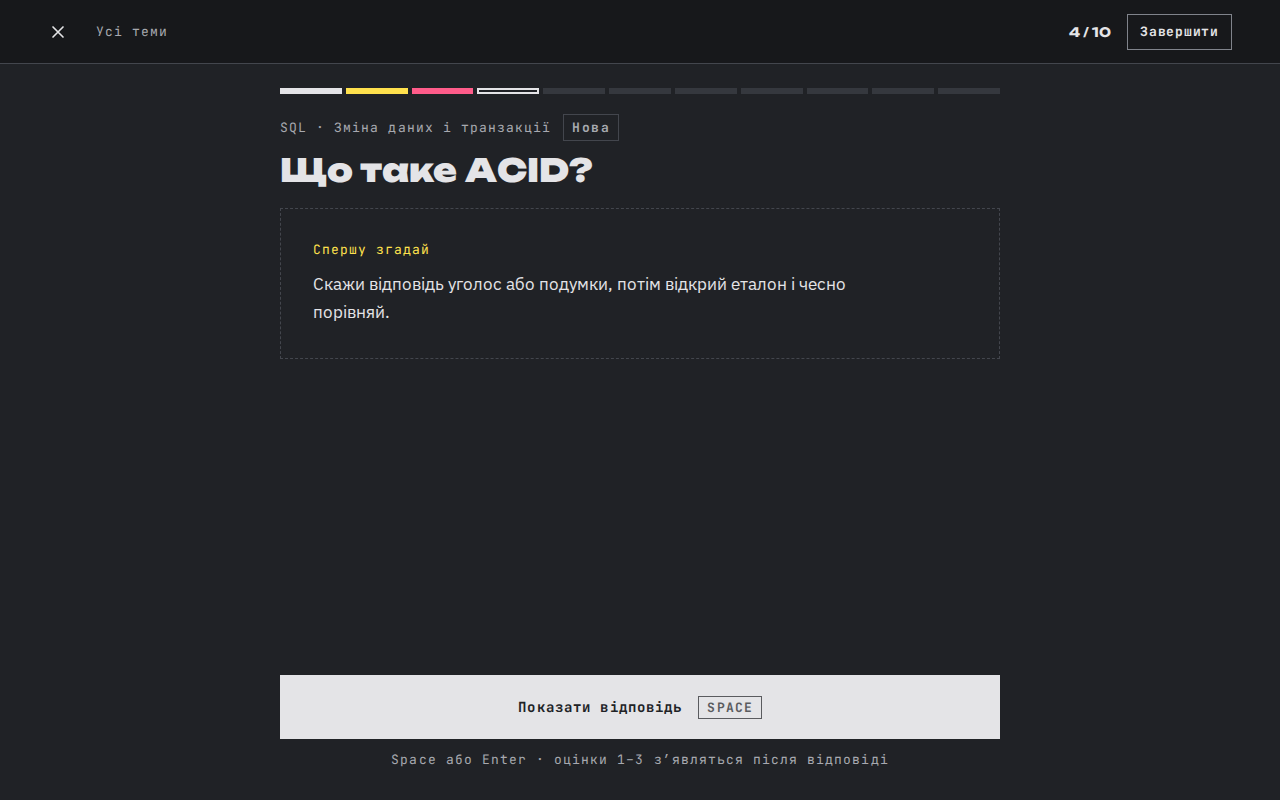 Усі теми
4/10
Завершити
SQL · Зміна даних і транзакції
Нова
Що таке ACID?
Спершу згадай
Скажи відповідь уголос або подумки, потім відкрий еталон і чесно
порівняй.
Показати відповідь SPACE
Space або Enter · оцінки 1–3 зʼявляться після відповіді